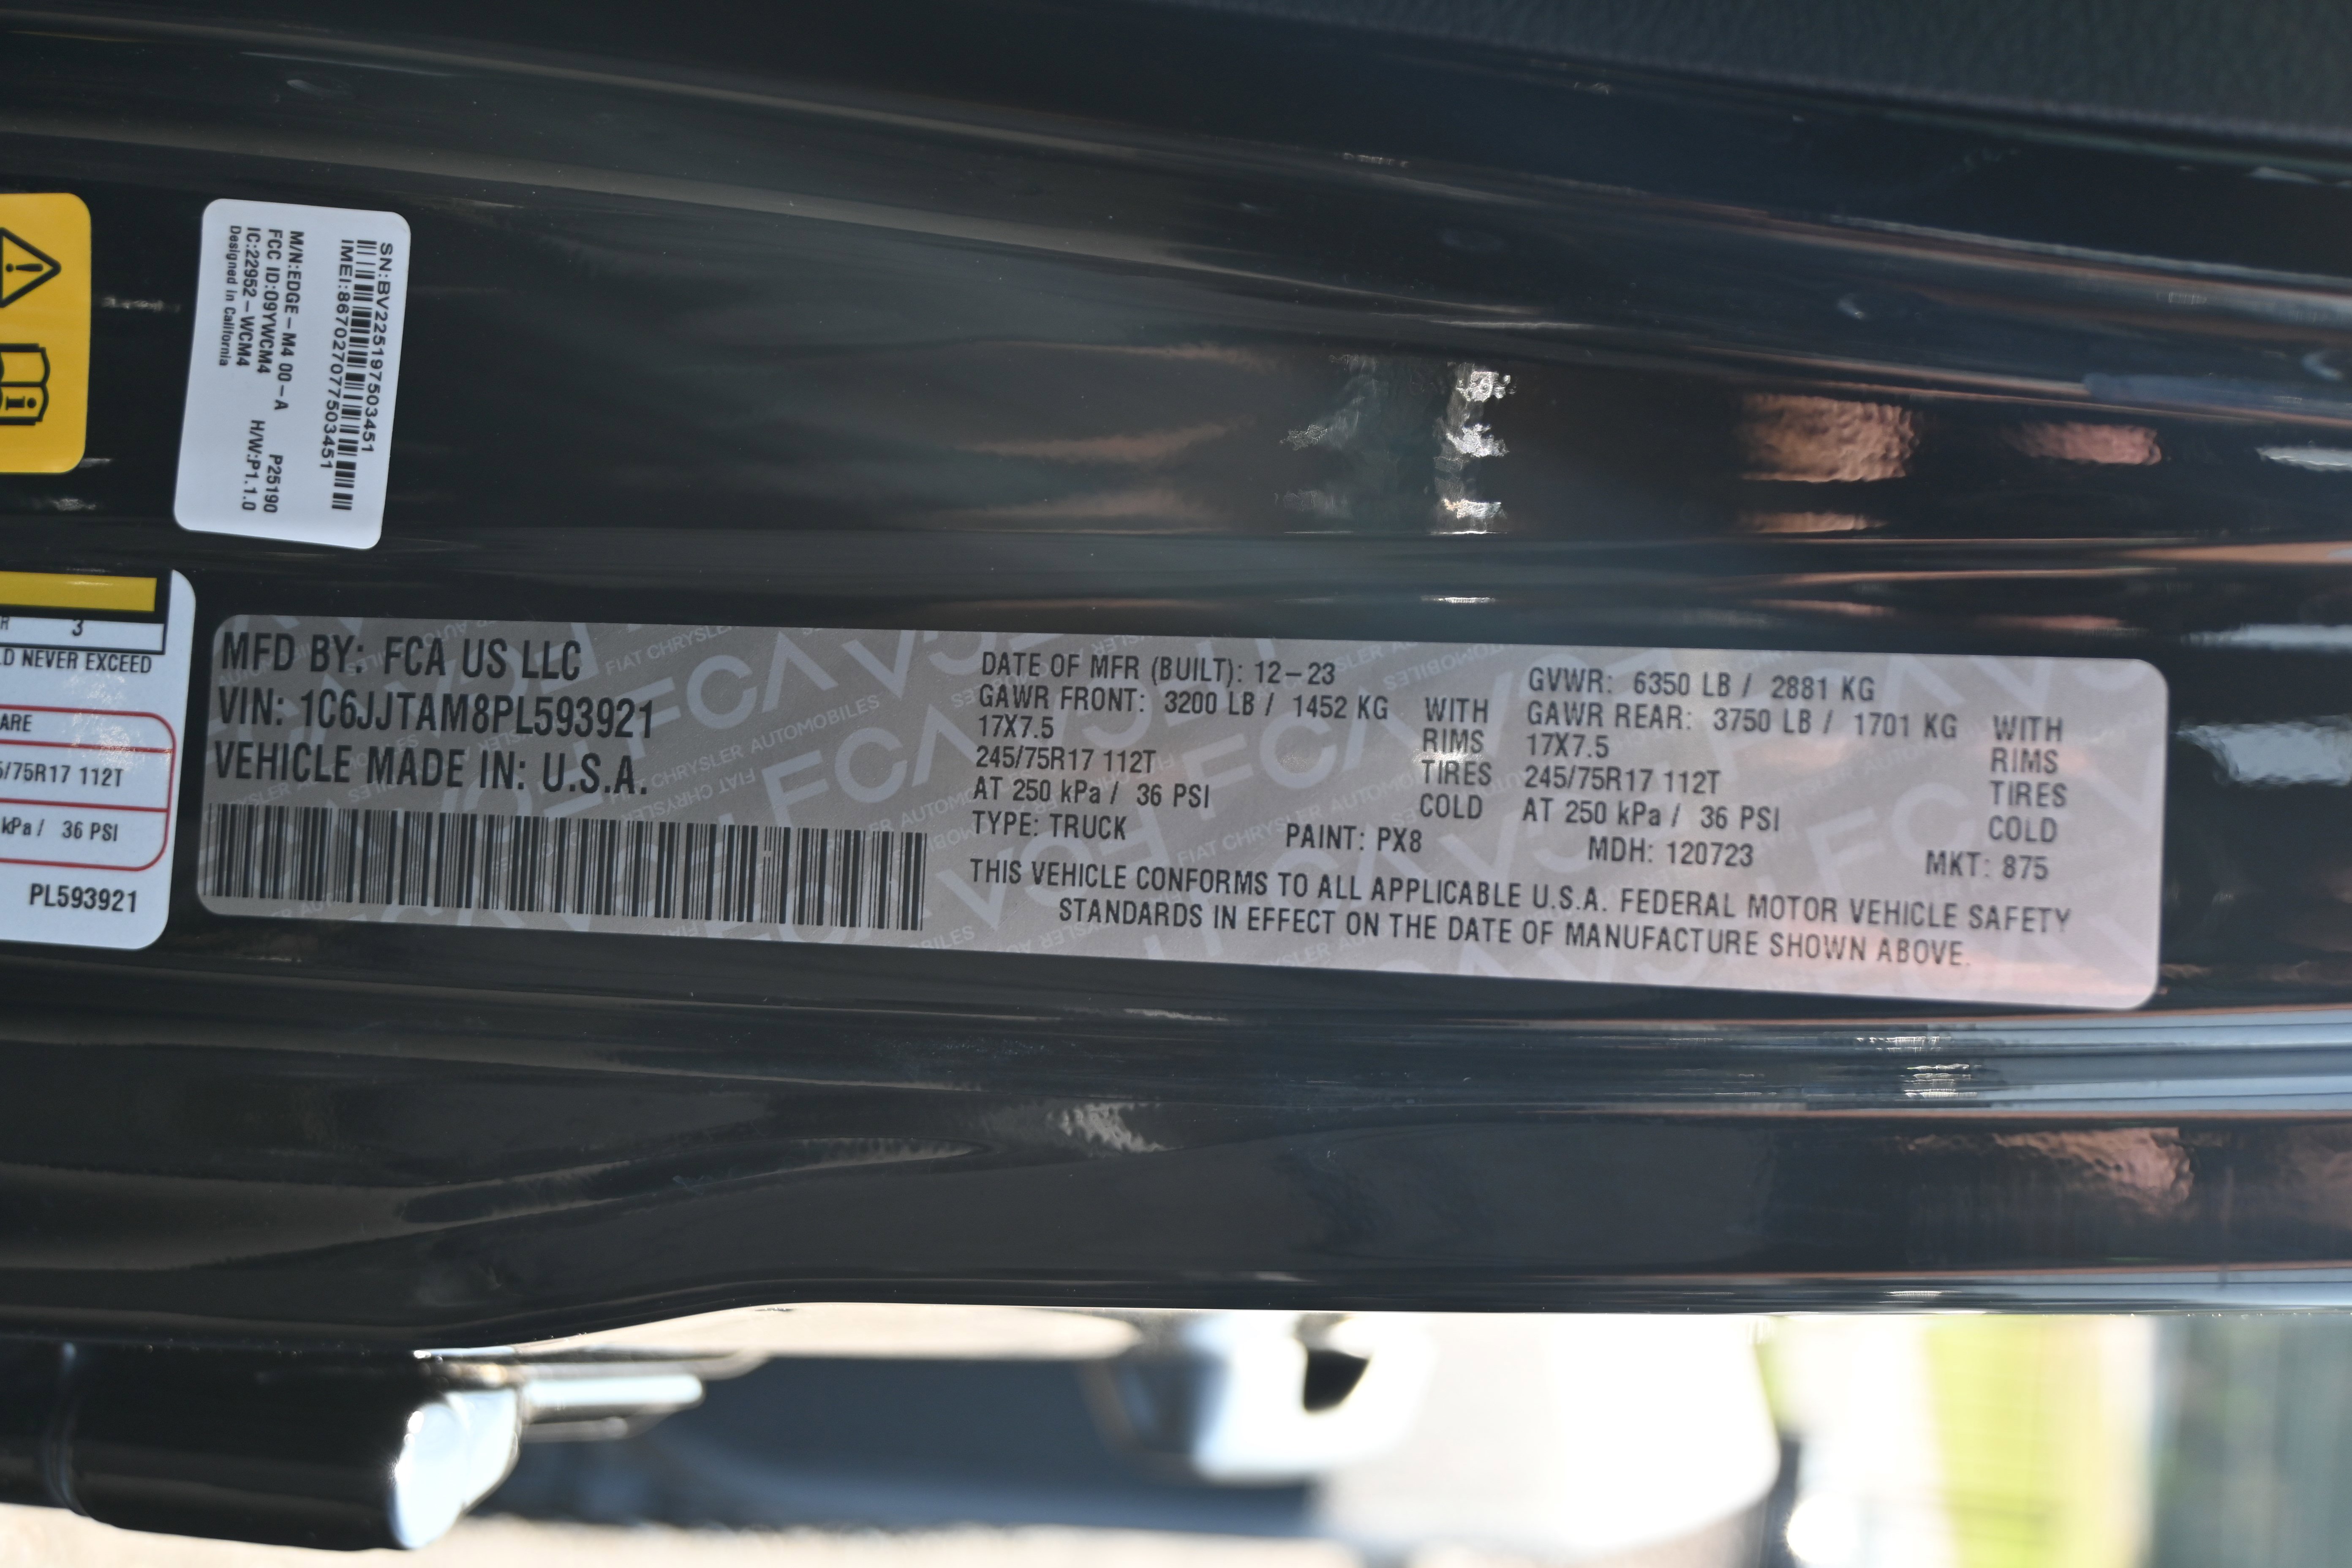 SN:BV225197503451
IMEI:867027077503451
M/N:EDGE-M4 00-A P25190
FCC ID:09YWCM4 H/W:P1.1.0
IC:22952-WCM4
Designed in California
3
NEVER EXCEED
/75R17 112T
kPa / 36 PSI
PL593921
MFD BY: FCA US LLC
VIN: 1C6JJTAM8PL593921
VEHICLE MADE IN: U.S.A.
DATE OF MFR (BUILT): 12-23 GVWR: 6350 LB / 2881 KG
GAWR FRONT: 3200 LB / 1452 KG WITH GAWR REAR: 3750 LB / 1701 KG WITH
17X7.5 RIMS 17X7.5 RIMS
245/75R17 112T TIRES 245/75R17 112T TIRES
AT 250 kPa / 36 PSI COLD AT 250 kPa / 36 PSI COLD
TYPE: TRUCK PAINT: PX8 MDH: 120723 MKT: 875
THIS VEHICLE CONFORMS TO ALL APPLICABLE U.S.A. FEDERAL MOTOR VEHICLE SAFETY
STANDARDS IN EFFECT ON THE DATE OF MANUFACTURE SHOWN ABOVE.